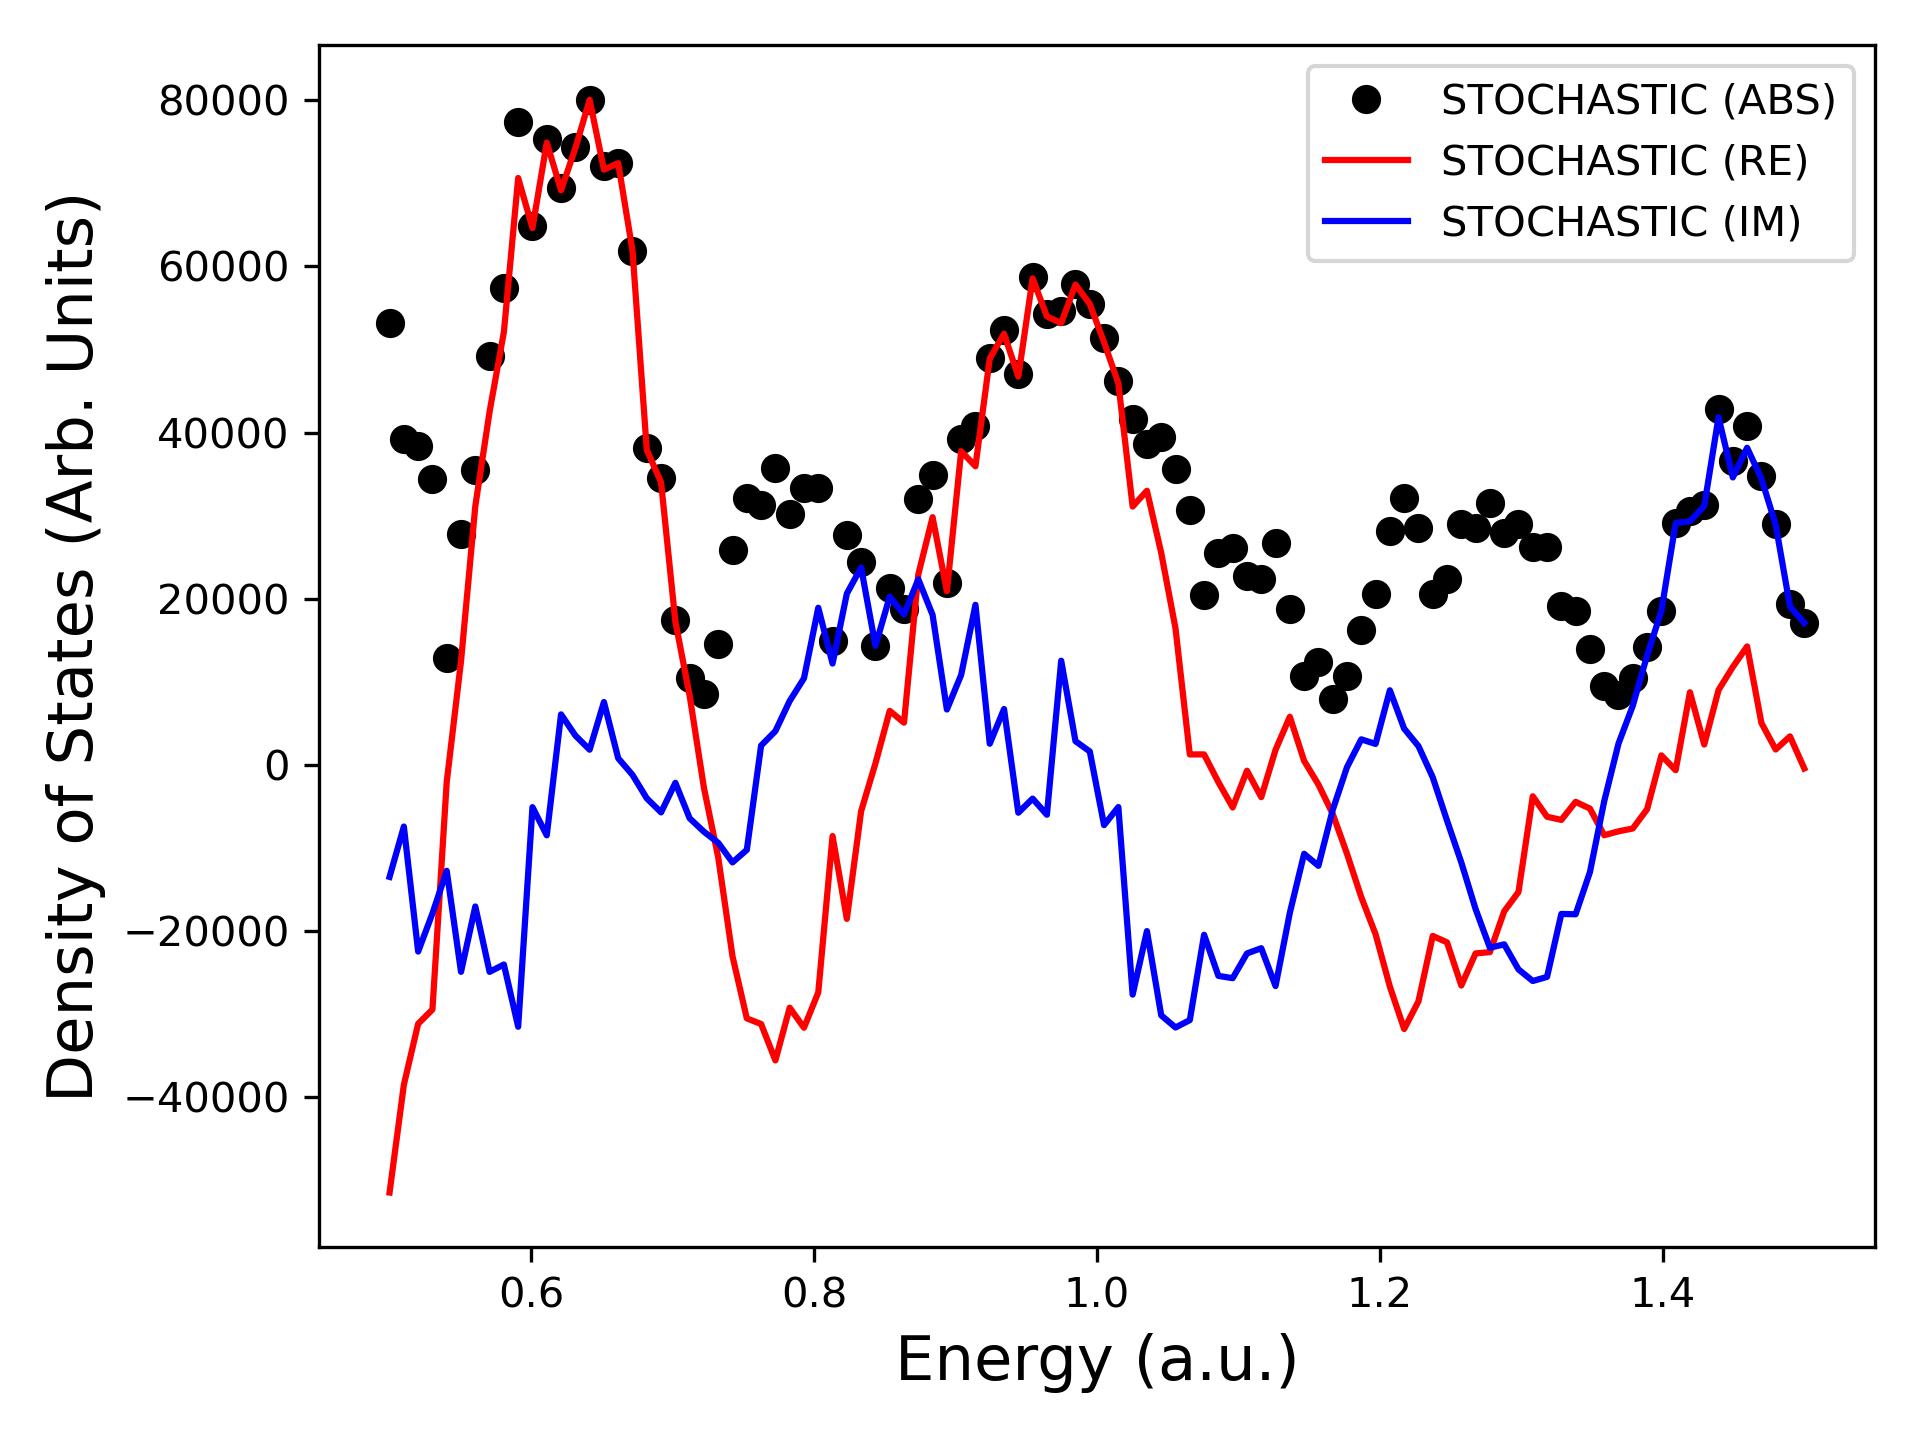 STOCHASTIC (ABS)
STOCHASTIC (RE)
STOCHASTIC (IM)
Density of States (Arb. Units)
80000
60000
40000
20000
0
−20000
−40000
0.6
0.8
1.0
1.2
1.4
Energy (a.u.)